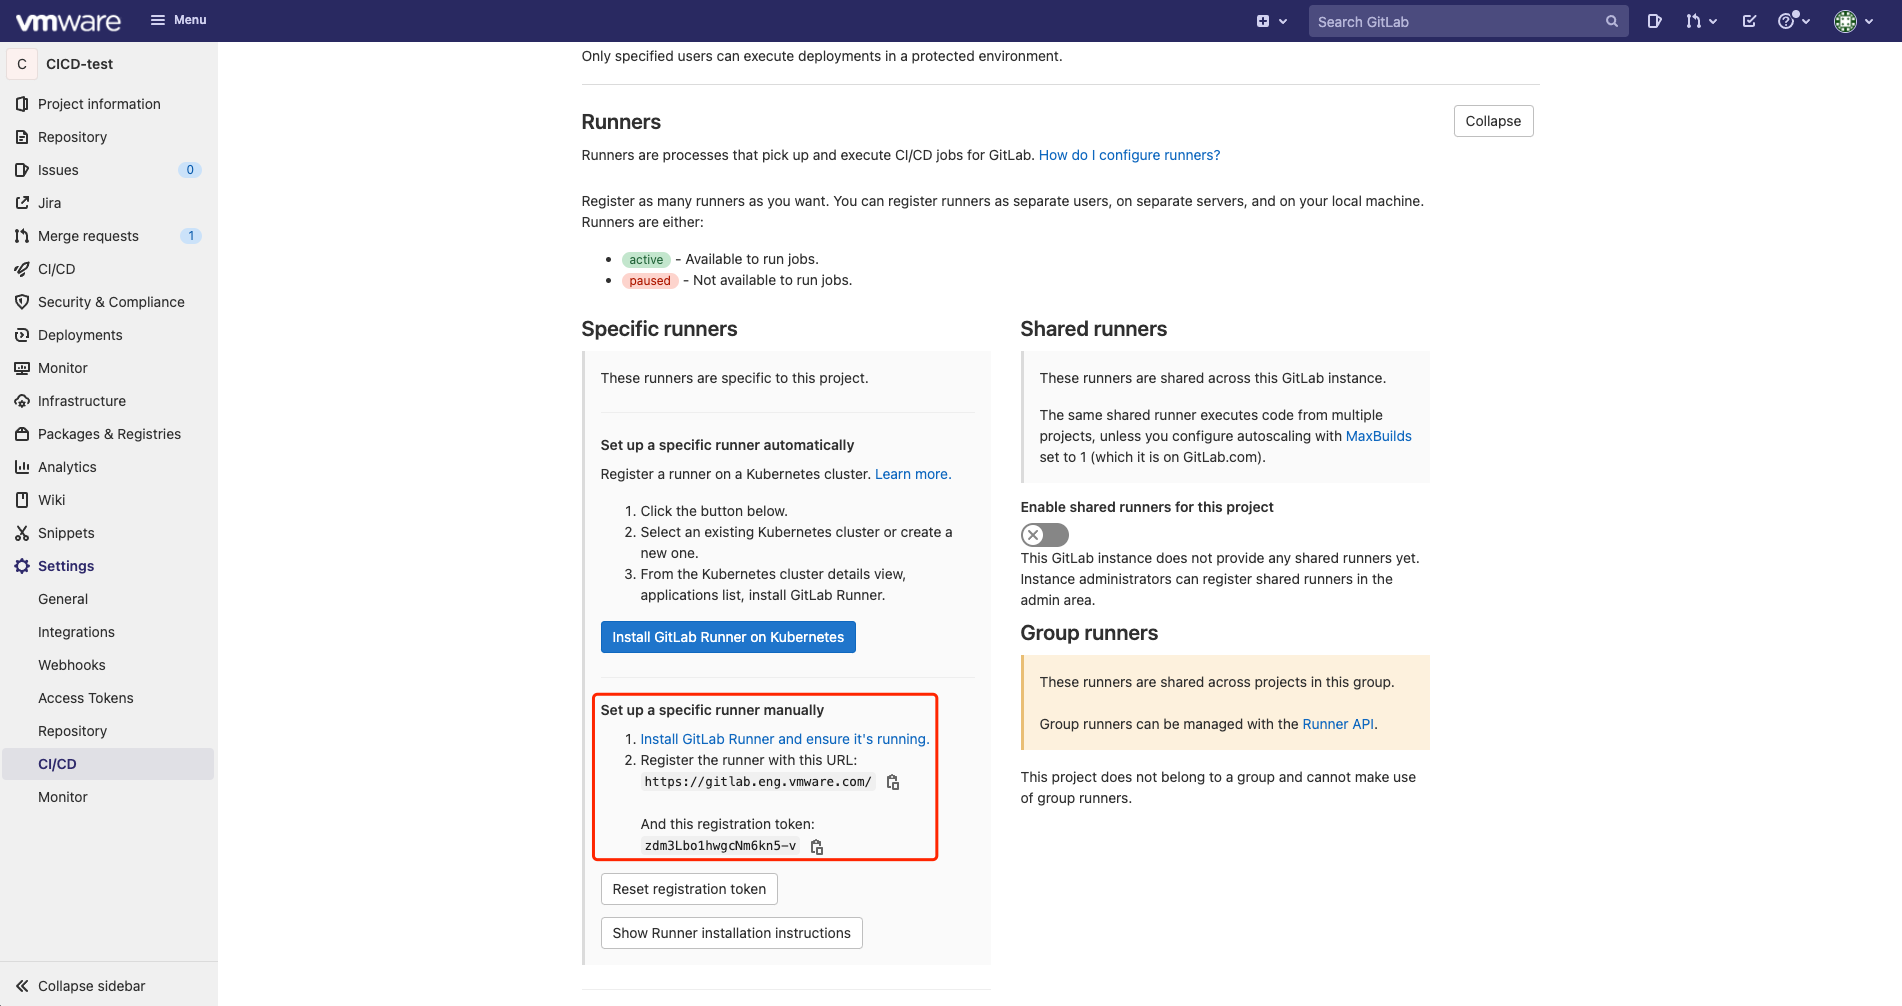 vmware
Menu
Search GitLab
C
CICD-test
Project information
Repository
Issues
0
Jira
Merge requests
1
CI/CD
Security & Compliance
Deployments
Monitor
Infrastructure
Packages & Registries
Analytics
Wiki
Snippets
Settings
General
Integrations
Webhooks
Access Tokens
Repository
CI/CD
Monitor
Collapse sidebar
Only specified users can execute deployments in a protected environment.
Runners
Collapse
Runners are processes that pick up and execute CI/CD jobs for GitLab. How do I configure runners?
Register as many runners as you want. You can register runners as separate users, on separate servers, and on your local machine.
Runners are either:
active - Available to run jobs.
paused - Not available to run jobs.
Specific runners
These runners are specific to this project.
Set up a specific runner automatically
Register a runner on a Kubernetes cluster. Learn more.
1. Click the button below.
2. Select an existing Kubernetes cluster or create a
new one.
3. From the Kubernetes cluster details view,
applications list, install GitLab Runner.
Install GitLab Runner on Kubernetes
Set up a specific runner manually
1. Install GitLab Runner and ensure it's running.
2. Register the runner with this URL:
https://gitlab.eng.vmware.com/
And this registration token:
zdm3Lbo1hwgcNm6kn5-v
Reset registration token
Show Runner installation instructions
Shared runners
These runners are shared across this GitLab instance.
The same shared runner executes code from multiple
projects, unless you configure autoscaling with MaxBuilds
set to 1 (which it is on GitLab.com).
Enable shared runners for this project
This GitLab instance does not provide any shared runners yet.
Instance administrators can register shared runners in the
admin area.
Group runners
These runners are shared across projects in this group.
Group runners can be managed with the Runner API.
This project does not belong to a group and cannot make use
of group runners.